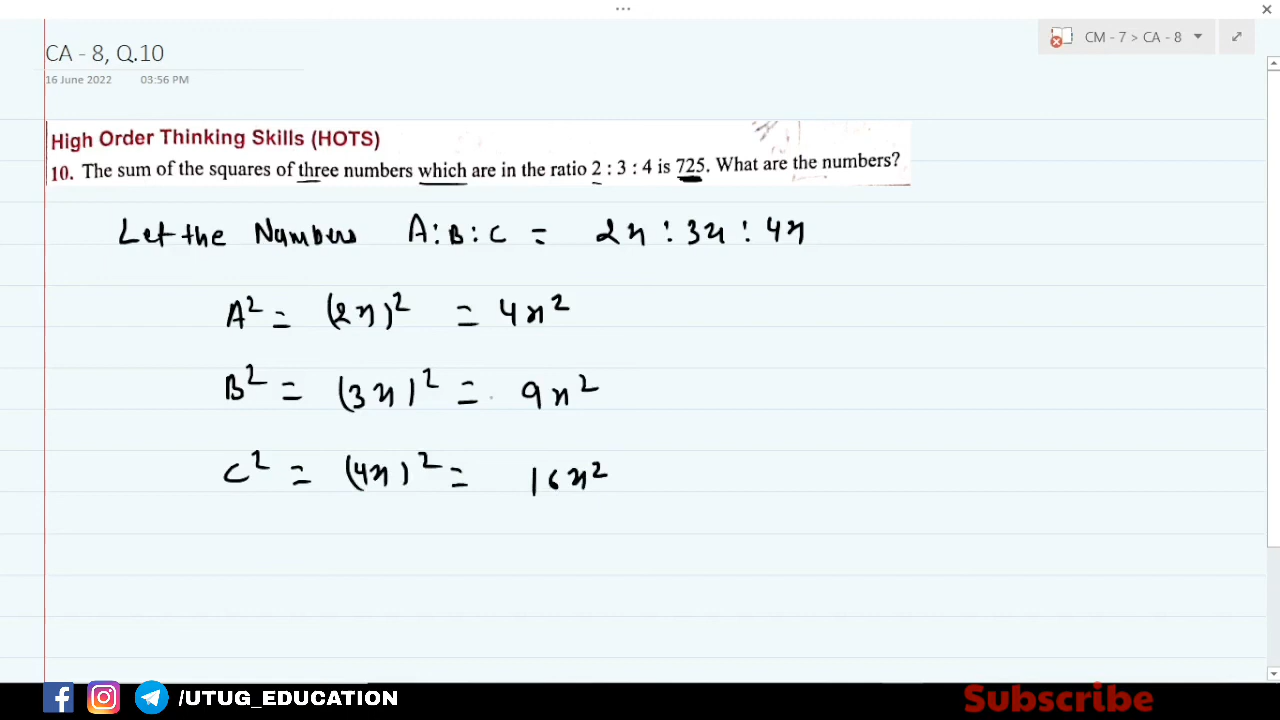 CM - 7 > CA - 8
CA - 8, Q.10
16 June 2022 03:56 PM
High Order Thinking Skills (HOTS)
10. The sum of the squares of three numbers which are in the ratio 2 : 3 : 4 is 725. What are the numbers?
Let the Numbers A:B:C = 2x : 3x : 4x
A² = (2x)² = 4x²
B² = (3x)² = 9x²
C² = (4x)² = 16x²
/UTUG_EDUCATION
Subscribe